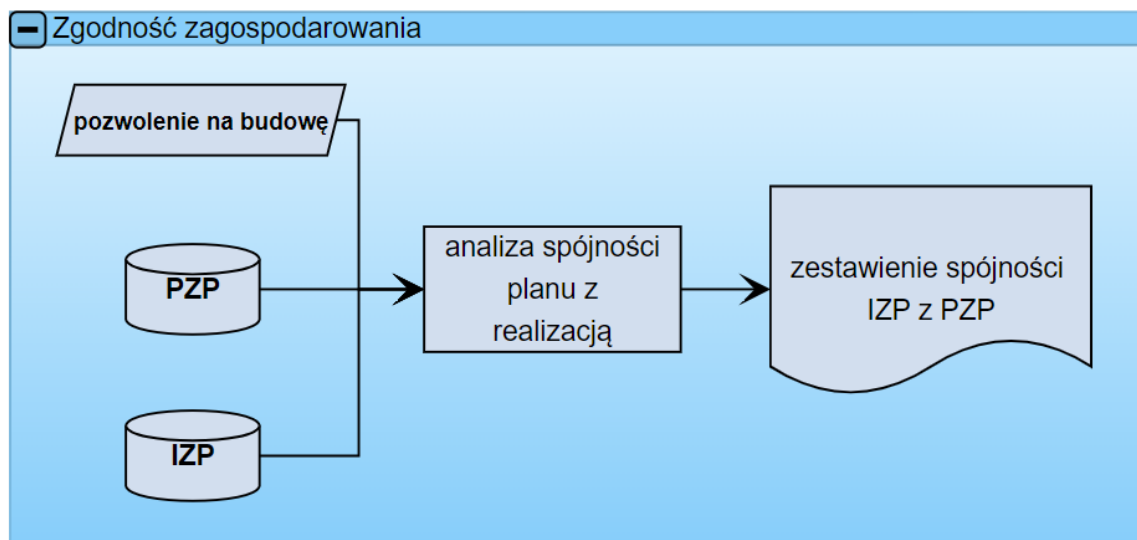 Zgodność zagospodarowania
pozwolenie na budowę
PZP
IZP
analiza spójności
planu z
realizacją
zestawienie spójności
IZP z PZP